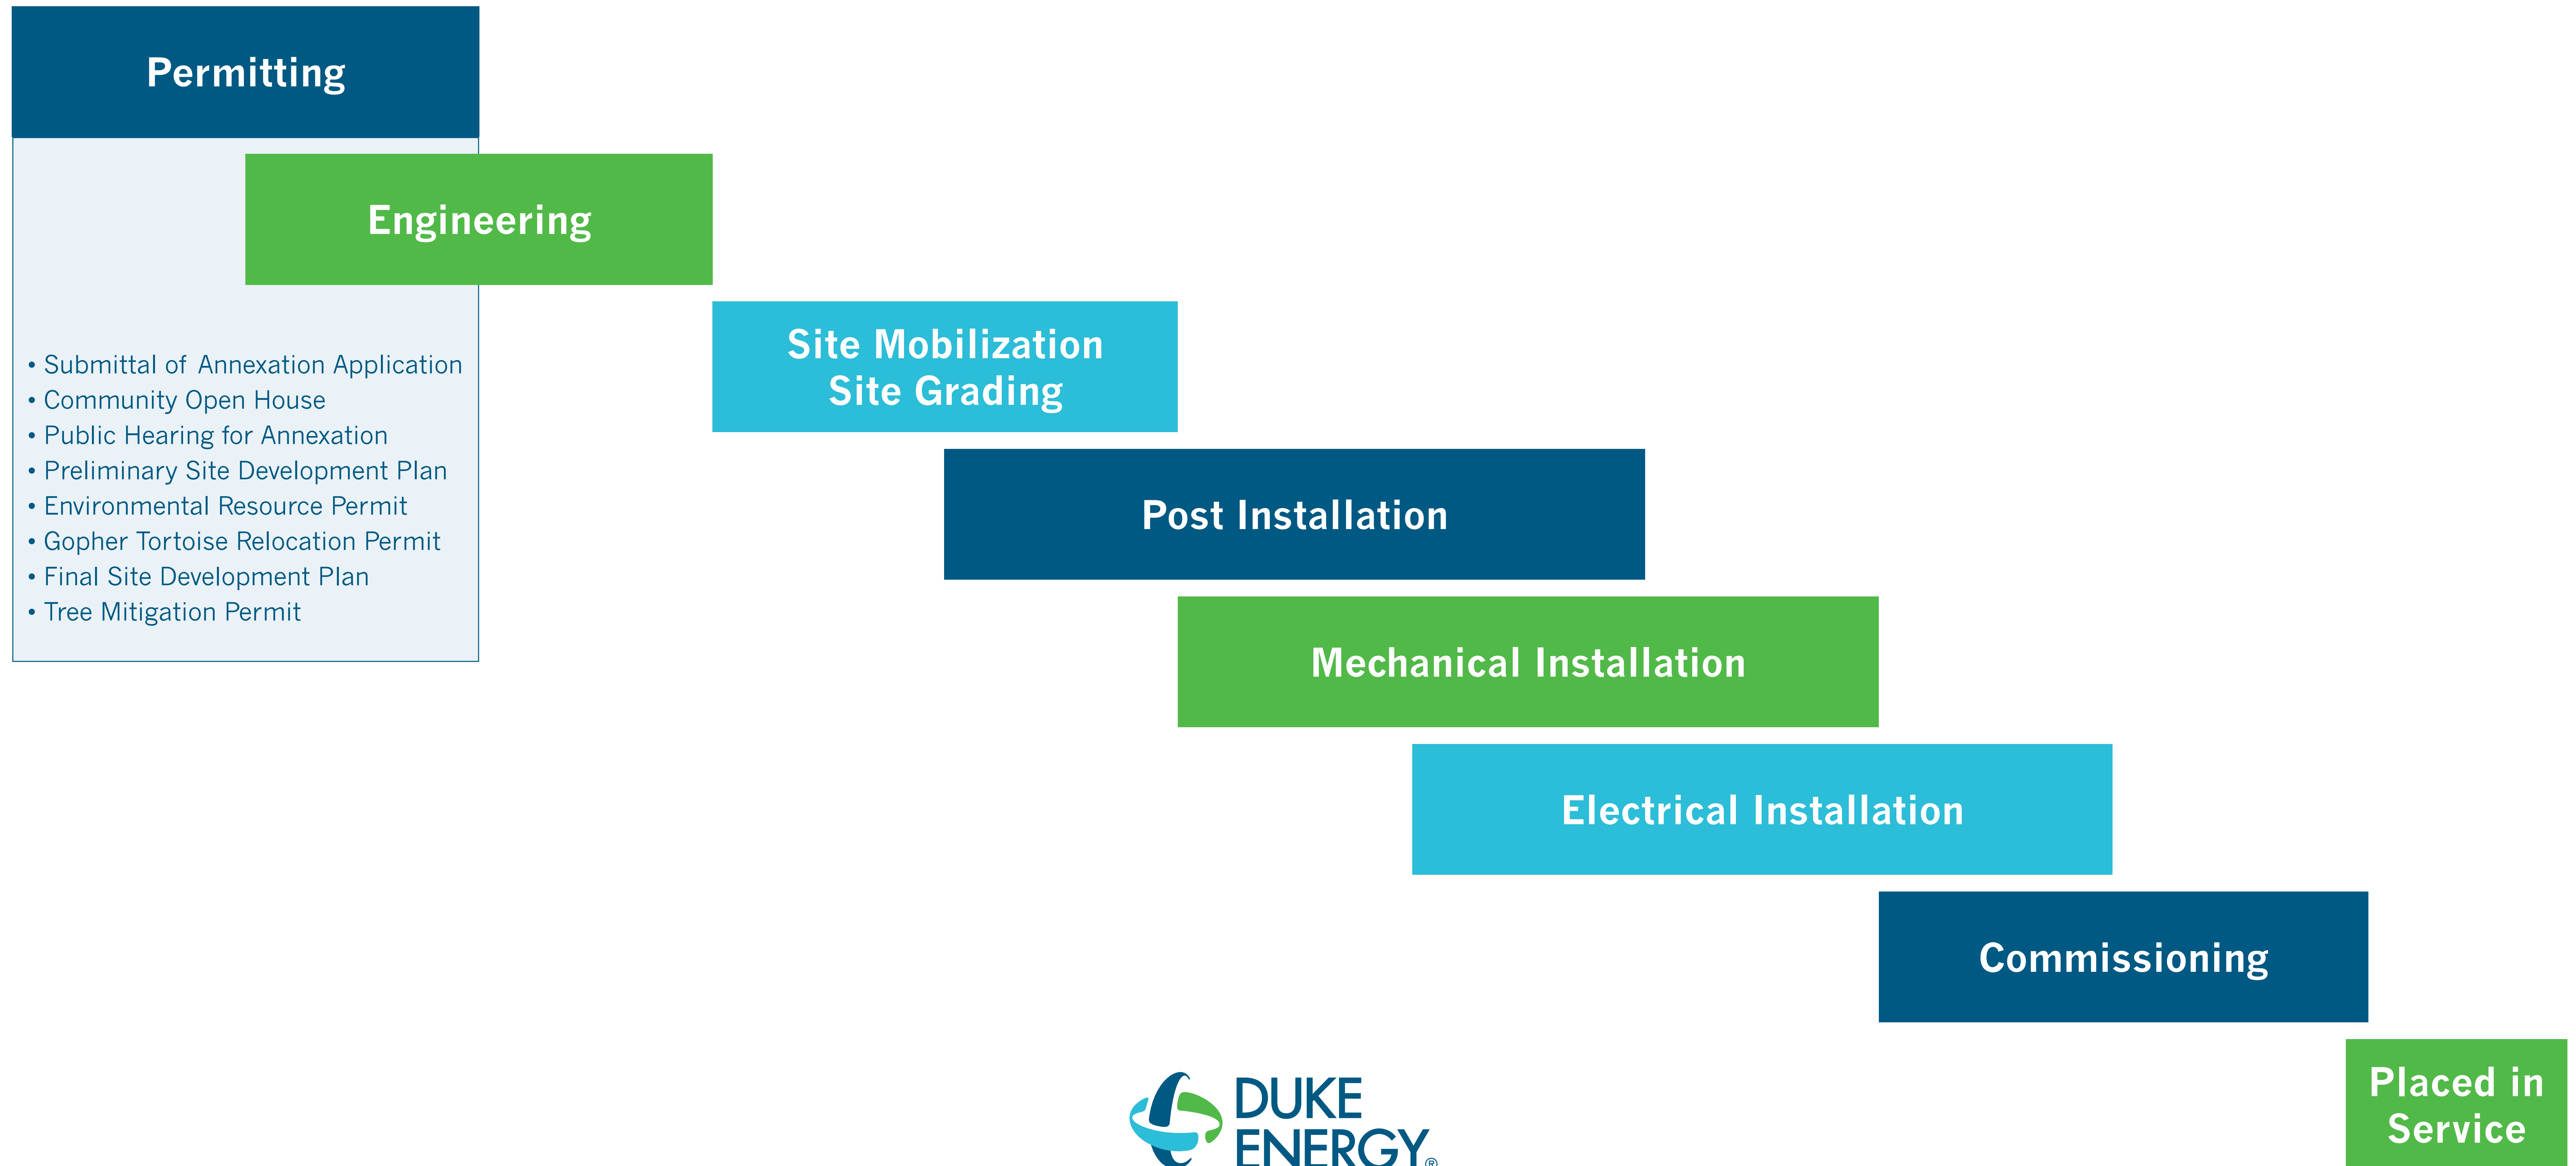 Permitting
Engineering
Site Mobilization
Site Grading
• Submittal of Annexation Application
• Community Open House
• Public Hearing for Annexation
• Preliminary Site Development Plan
• Environmental Resource Permit
• Gopher Tortoise Relocation Permit
• Final Site Development Plan
• Tree Mitigation Permit
Post Installation
Mechanical Installation
Electrical Installation
Commissioning
Placed in
Service
DUKE
ENERGY®